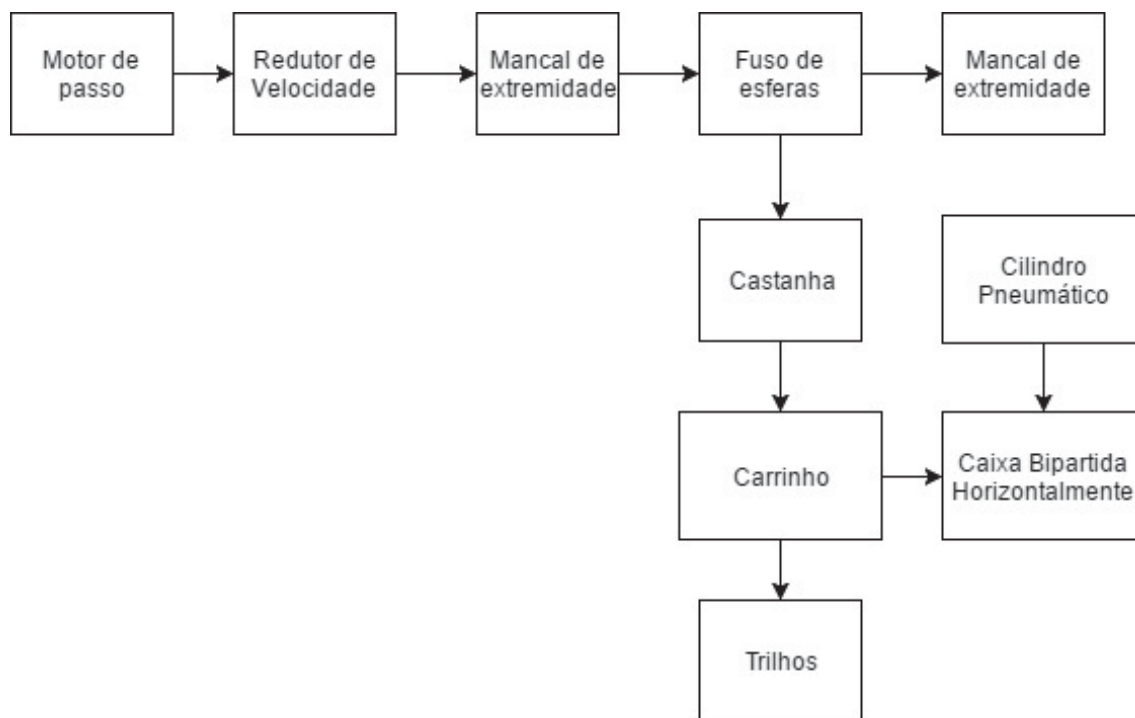 Motor de
passo
Redutor de
Velocidade
Mancal de
extremidade
Fuso de
esferas
Mancal de
extremidade
Castanha
Cilindro
Pneumático
Carrinho
Caixa Bipartida
Horizontalmente
Trilhos